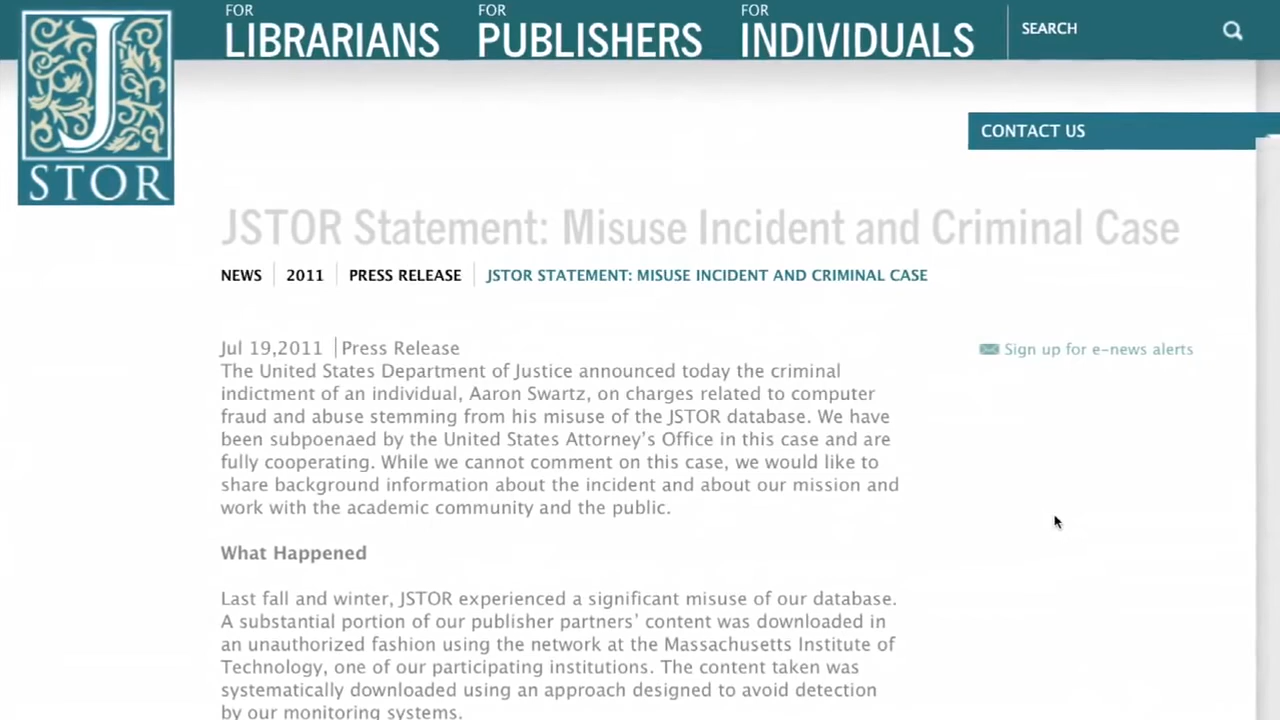 FOR FOR FOR
LIBRARIANS PUBLISHERS INDIVIDUALS SEARCH
J
STOR
CONTACT US
JSTOR Statement: Misuse Incident and Criminal Case
NEWS 2011 PRESS RELEASE JSTOR STATEMENT: MISUSE INCIDENT AND CRIMINAL CASE
Jul 19,2011 | Press Release
Sign up for e-news alerts
The United States Department of Justice announced today the criminal
indictment of an individual, Aaron Swartz, on charges related to computer
fraud and abuse stemming from his misuse of the JSTOR database. We have
been subpoenaed by the United States Attorney's Office in this case and are
fully cooperating. While we cannot comment on this case, we would like to
share background information about the incident and about our mission and
work with the academic community and the public.
What Happened
Last fall and winter, JSTOR experienced a significant misuse of our database.
A substantial portion of our publisher partners' content was downloaded in
an unauthorized fashion using the network at the Massachusetts Institute of
Technology, one of our participating institutions. The content taken was
systematically downloaded using an approach designed to avoid detection
by our monitoring systems.